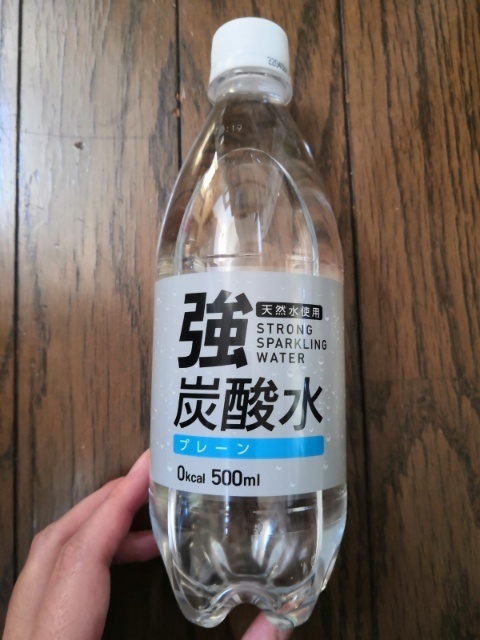 強
天然水使用
STRONG
SPARKLING
WATER
炭酸水
プレーン
0kcal 500ml